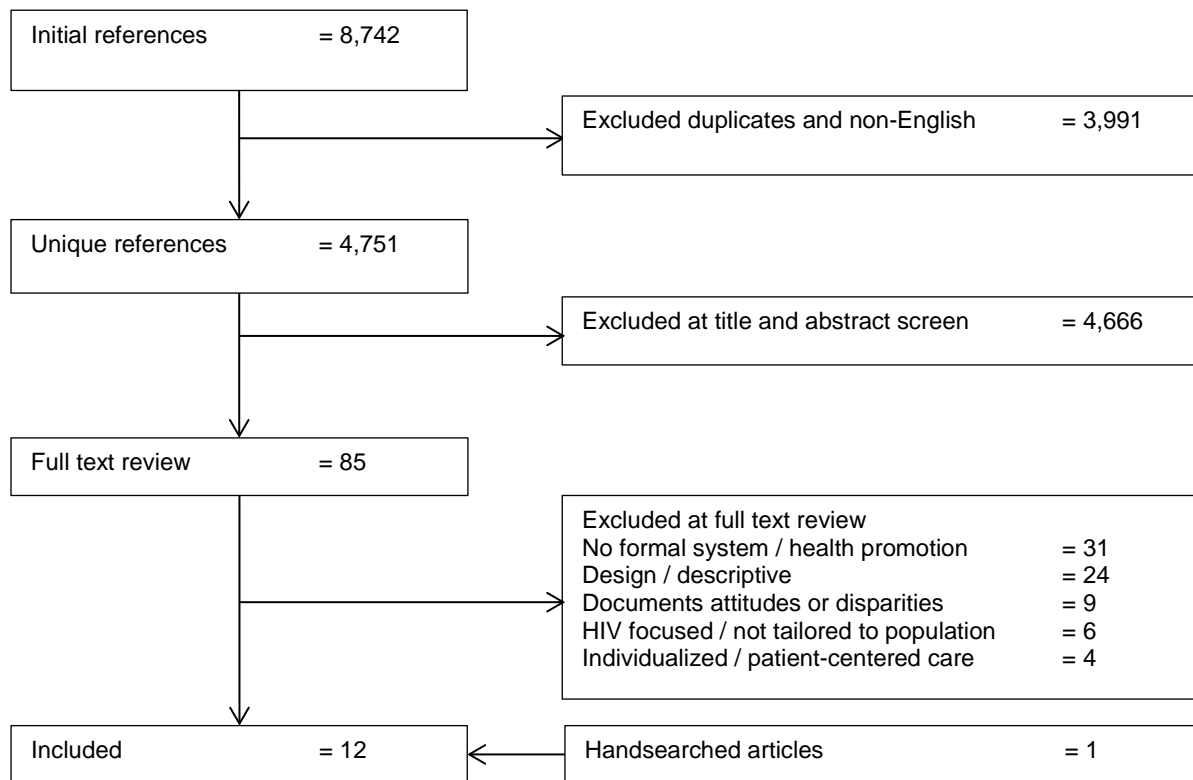 Initial references = 8,742
Excluded duplicates and non-English = 3,991
Unique references = 4,751
Excluded at title and abstract screen = 4,666
Full text review = 85
Excluded at full text review
No formal system / health promotion = 31
Design / descriptive = 24
Documents attitudes or disparities = 9
HIV focused / not tailored to population = 6
Individualized / patient-centered care = 4
Included = 12
Handsearched articles = 1